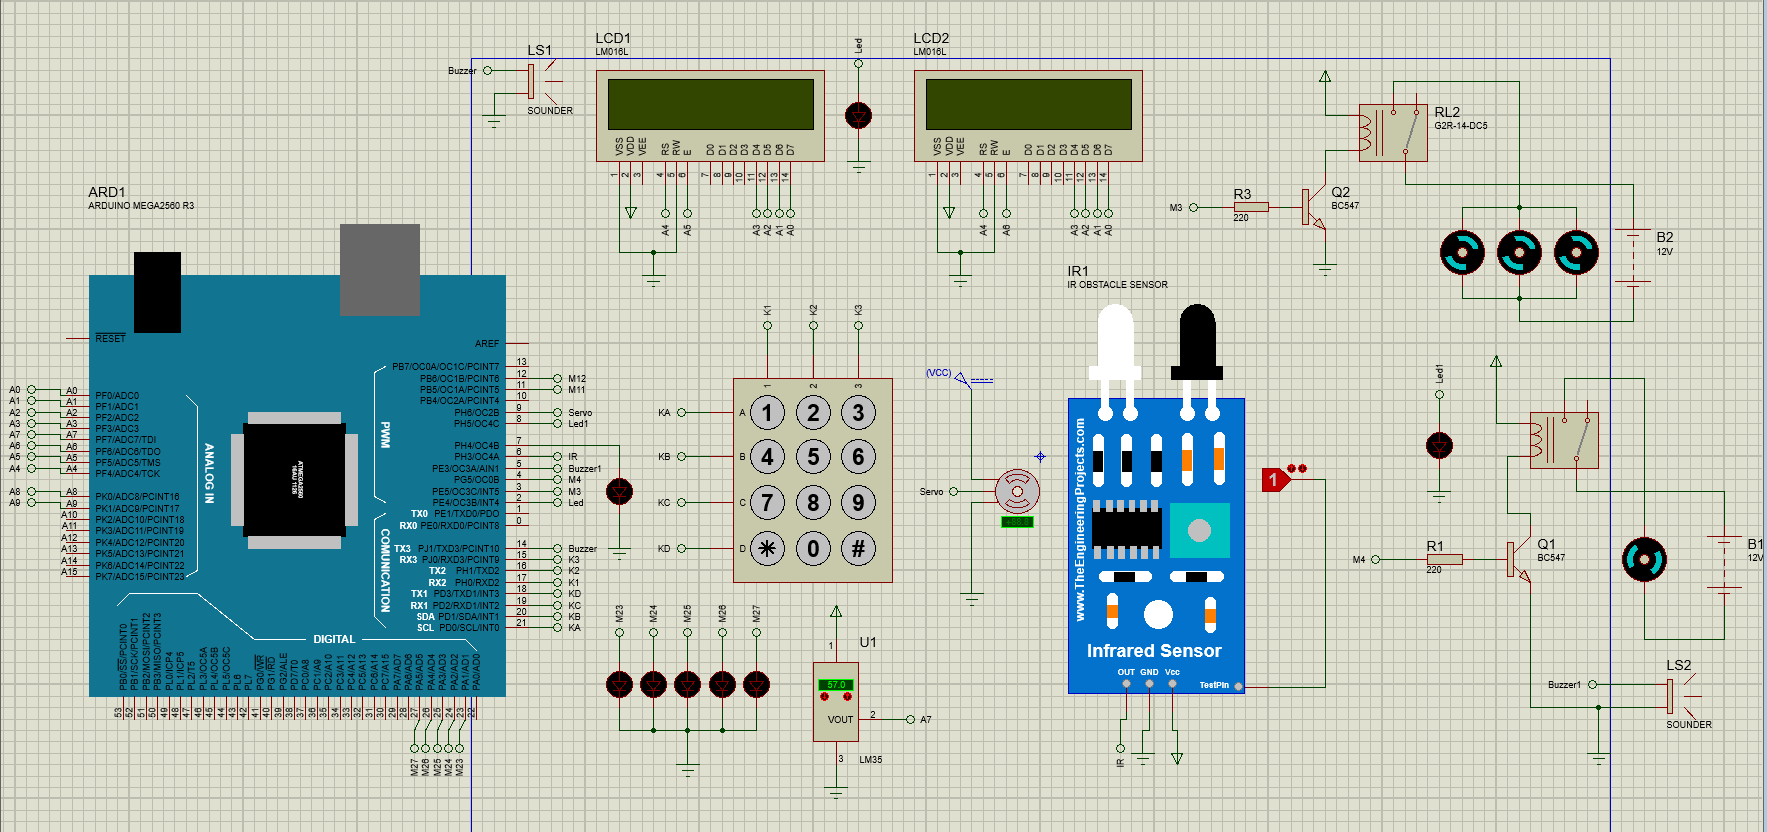 LS1
Buzzer
SOUNDER
LCD1
LM016L
VSS VDD VEE RS RW E D0 D1 D2 D3 D4 D5 D6 D7
1 2 3 4 5 6 7 8 9 10 11 12 13 14
A4 A5 A3 A2 A1 A0
Led
LCD2
LM016L
VSS VDD VEE RS RW E D0 D1 D2 D3 D4 D5 D6 D7
1 2 3 4 5 6 7 8 9 10 11 12 13 14
A4 A6 A3 A2 A1 A0
RL2
G2R-14-DC5
M3
R3
220
Q2
BC547
B2
12V
ARD1
ARDUINO MEGA2560 R3
RESET
AREF
A0 A0 PF0/ADC0
A1 A1 PF1/ADC1
A2 A2 PF2/ADC2
A3 A3 PF3/ADC3
A7 A7 PF7/ADC7/TDI
A6 A6 PF6/ADC6/TDO
A5 A5 PF5/ADC5/TMS
A4 A4 PF4/ADC4/TCK
A8 A8 PK0/ADC8/PCINT16
A9 A9 PK1/ADC9/PCINT17
A10 PK2/ADC10/PCINT18
A11 PK3/ADC11/PCINT19
A12 PK4/ADC12/PCINT20
A13 PK5/ADC13/PCINT21
A14 PK6/ADC14/PCINT22
A15 PK7/ADC15/PCINT23
ANALOG IN
ATMEGA2560
16AU 1126
PWM
COMUNICATION
DIGITAL
PB7/OC0A/OC1C/PCINT7 13
PB6/OC1B/PCINT6 12 M12
PB5/OC1A/PCINT5 11 M11
PB4/OC2A/PCINT4 10
PH6/OC2B 9 Servo
PH5/OC4C 8 Led1
PH4/OC4B 7
PH3/OC4A 6 IR
PE3/OC3A/AIN1 5 Buzzer1
PG5/OC0B 4 M4
PE5/OC3C/INT5 3 M3
PE4/OC3B/INT4 2 Led
TX0 PE1/TXD0/PDO 1
RX0 PE0/RXD0/PCINT8 0
TX3 PJ1/TXD3/PCINT10 14 Buzzer
RX3 PJ0/RXD3/PCINT9 15 K3
TX2 PH1/TXD2 16 K2
RX2 PH0/RXD2 17 K1
TX1 PD3/TXD1/INT3 18 KD
RX1 PD2/RXD1/INT2 19 KC
SDA PD1/SDA/INT1 20 KB
SCL PD0/SCL/INT0 21 KA
PB0/SS/PCINT0 PB1/SCK/PCINT1 PB2/MOSI/PCINT2 PB3/MISO/PCINT3 PL0/ICP4 PL1/ICP5 PL2/T5 PL3/OC5A PL4/OC5B PL5/OC5C PL6 PL7 PG0/WR PG1/RD PG2/ALE PD7/T0 PC0/A8 PC1/A9 PC2/A10 PC3/A11 PC4/A12 PC5/A13 PC6/A14 PC7/A15 PA7/AD7 PA6/AD6 PA5/AD5 PA4/AD4 PA3/AD3 PA2/AD2 PA1/AD1 PA0/AD0
53 52 51 50 49 48 47 46 45 44 43 42 41 40 39 38 37 36 35 34 33 32 31 30 29 28 27 26 25 24 23 22
M27 M26 M25 M24 M23
K1 K2 K3
1 2 3
KA A 1 2 3
KB B 4 5 6
KC C 7 8 9
KD D * 0 #
M23 M24 M25 M26 M27
U1
1
57.0
VOUT 2 A7
3
LM35
(VCC)
Servo
IR1
IR OBSTACLE SENSOR
www.TheEngineeringProjects.com
Infrared Sensor
OUT GND Vcc
TestPin
IR
1
Led1
M4
R1
220
Q1
BC547
B1
12V
LS2
Buzzer1
SOUNDER